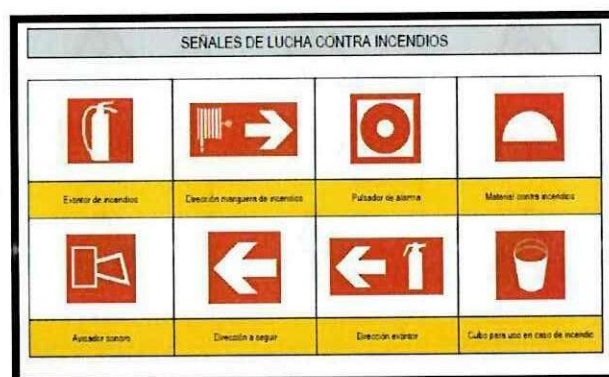 SEÑALES DE LUCHA CONTRA INCENDIOS
Extintor de incendios
Dirección manguera de incendios
Pulsador de alarma
Material contra incendios
Avisador sonoro
Dirección a seguir
Dirección extintor
Cubo para uso en caso de incendio